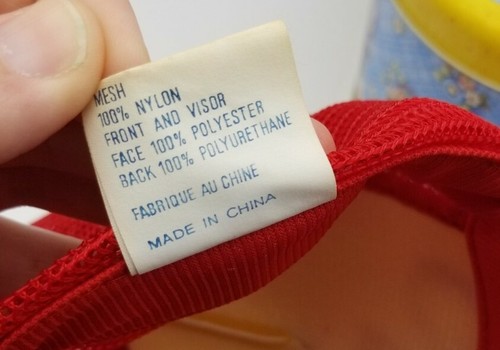 MESH
100% NYLON
FRONT AND VISOR
FACE 100% POLYESTER
BACK 100% POLYURETHANE
FABRIQUE AU CHINE
MADE IN CHINA